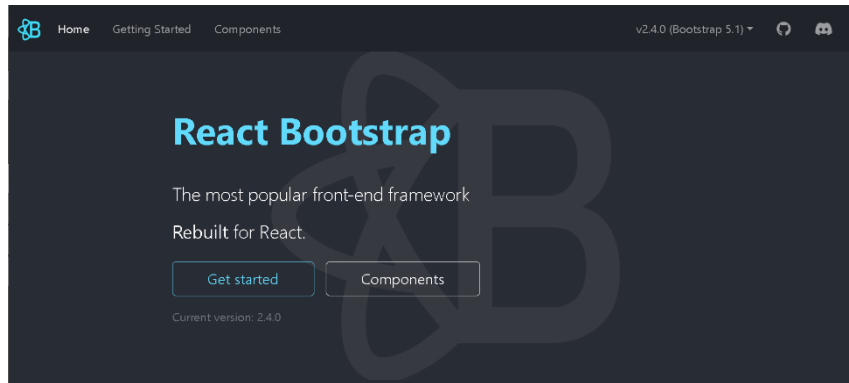 Home Getting Started Components v2.4.0 (Bootstrap 5.1)
React Bootstrap
The most popular front-end framework
Rebuilt for React.
Get started Components
Current version: 2.4.0